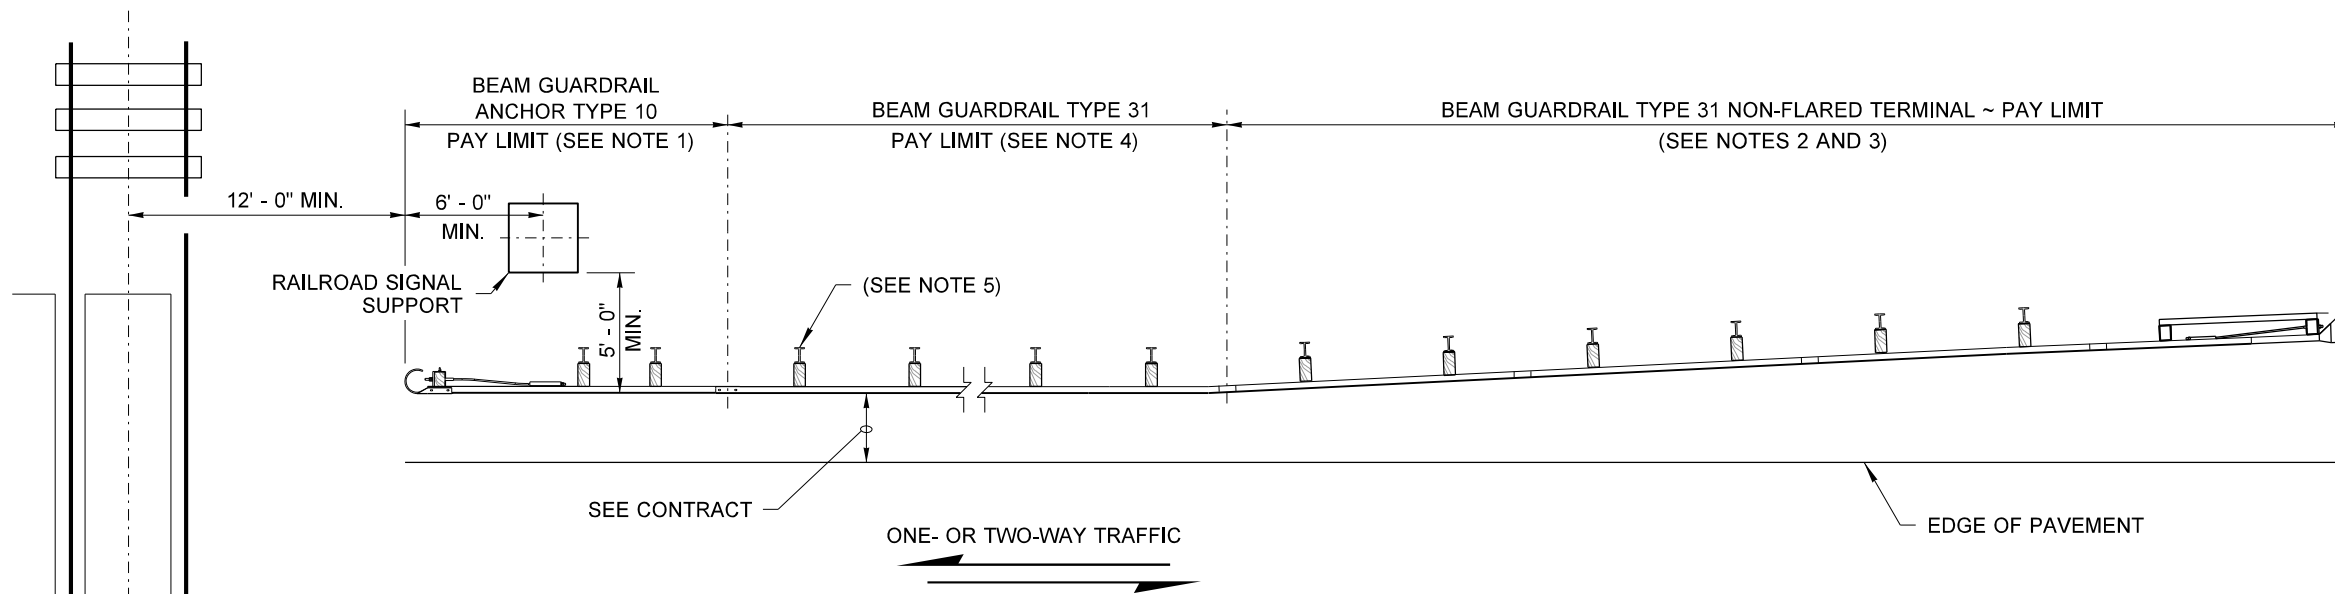 BEAM GUARDRAIL
ANCHOR TYPE 10
PAY LIMIT (SEE NOTE 1)
BEAM GUARDRAIL TYPE 31
PAY LIMIT (SEE NOTE 4)
BEAM GUARDRAIL TYPE 31 NON-FLARED TERMINAL ~ PAY LIMIT
(SEE NOTES 2 AND 3)
12' - 0" MIN.
6' - 0"
MIN.
RAILROAD SIGNAL
SUPPORT
5' - 0"
MIN.
(SEE NOTE 5)
SEE CONTRACT
EDGE OF PAVEMENT
ONE- OR TWO-WAY TRAFFIC